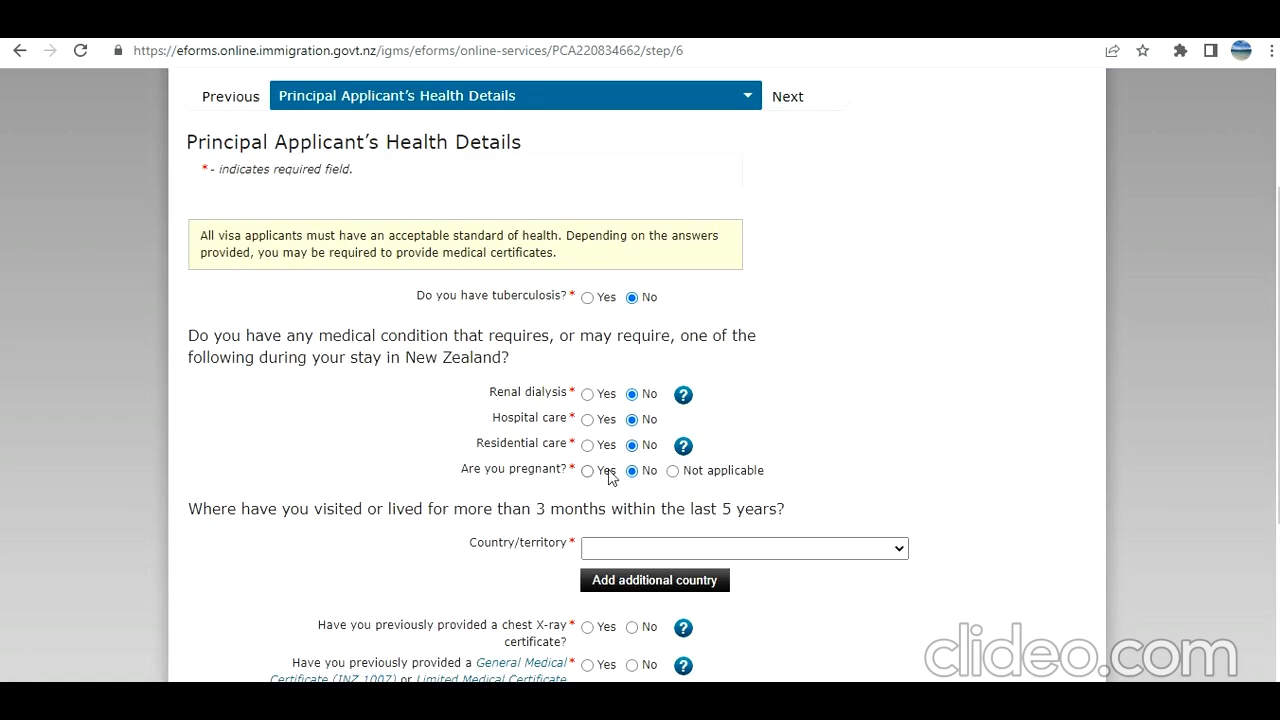 https://eforms.online.immigration.govt.nz/igms/eforms/online-services/PCA220834662/step/6
Previous Principal Applicant's Health Details Next
Principal Applicant's Health Details
* - indicates required field.
All visa applicants must have an acceptable standard of health. Depending on the answers
provided, you may be required to provide medical certificates.
Do you have tuberculosis?* Yes No
Do you have any medical condition that requires, or may require, one of the
following during your stay in New Zealand?
Renal dialysis* Yes No ?
Hospital care* Yes No
Residential care* Yes No ?
Are you pregnant?* Yes No Not applicable
Where have you visited or lived for more than 3 months within the last 5 years?
Country/territory*
Add additional country
Have you previously provided a chest X-ray* Yes No ?
certificate?
Have you previously provided a General Medical* Yes No ?
Certificate (INZ 1007) or Limited Medical Certificate
clideo.com